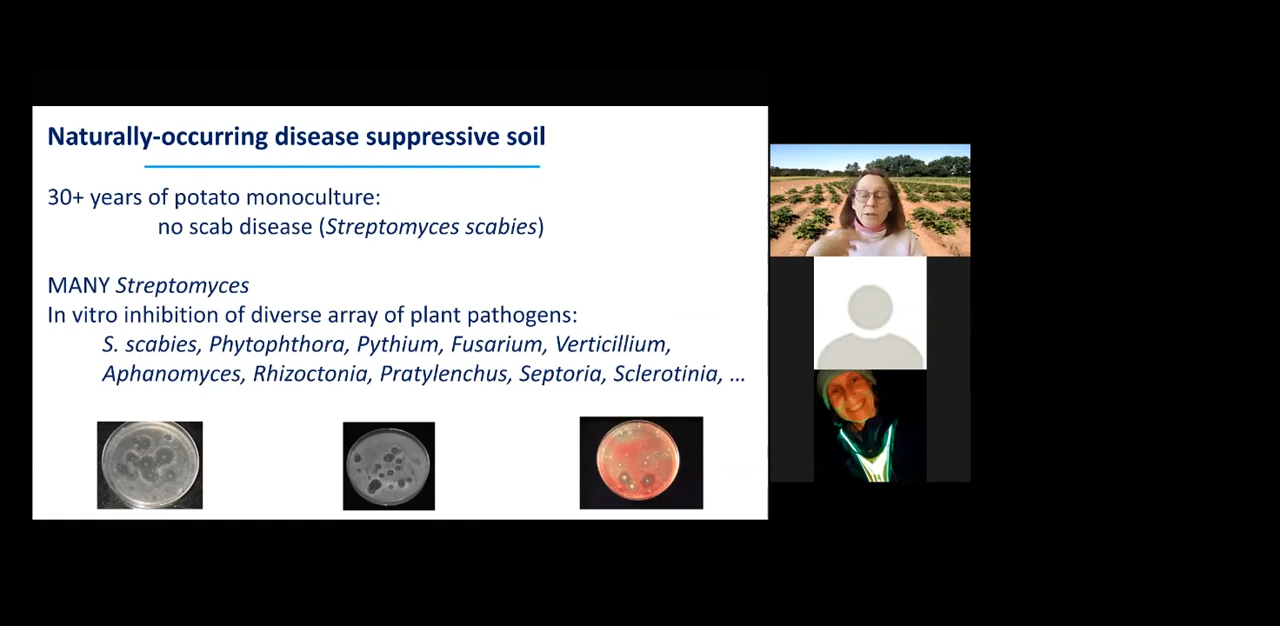 Naturally-occurring disease suppressive soil
30+ years of potato monoculture:
no scab disease (Streptomyces scabies)
MANY Streptomyces
In vitro inhibition of diverse array of plant pathogens:
S. scabies, Phytophthora, Pythium, Fusarium, Verticillium,
Aphanomyces, Rhizoctonia, Pratylenchus, Septoria, Sclerotinia, ...